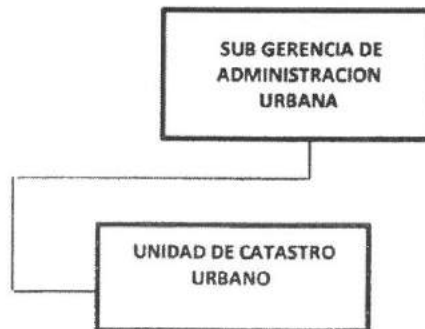 SUB GERENCIA DE
ADMINISTRACION
URBANA
UNIDAD DE CATASTRO
URBANO